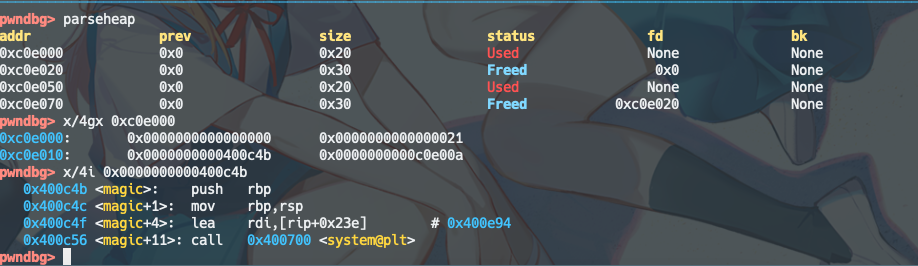 pwndbg> parseheap
addr prev size status fd bk
0xc0e000 0x0 0x20 Used None None
0xc0e020 0x0 0x30 Freed 0x0 None
0xc0e050 0x0 0x20 Used None None
0xc0e070 0x0 0x30 Freed 0xc0e020 None
pwndbg> x/4gx 0xc0e000
0xc0e000: 0x0000000000000000 0x0000000000000021
0xc0e010: 0x0000000000400c4b 0x0000000000c0e00a
pwndbg> x/4i 0x0000000000400c4b
0x400c4b <magic>: push rbp
0x400c4c <magic+1>: mov rbp,rsp
0x400c4f <magic+4>: lea rdi,[rip+0x23e] # 0x400e94
0x400c56 <magic+11>: call 0x400700 <system@plt>
pwndbg>